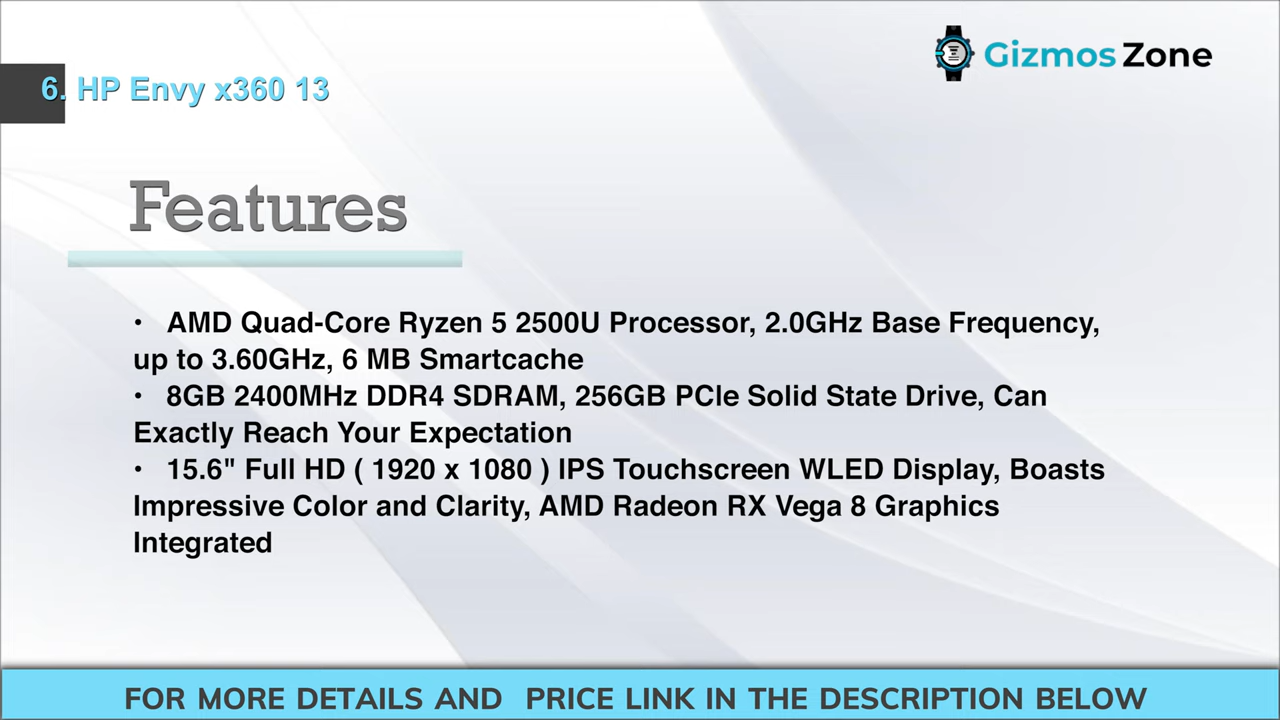 Gizmos Zone
6. HP Envy x360 13
Features
• AMD Quad-Core Ryzen 5 2500U Processor, 2.0GHz Base Frequency,
up to 3.60GHz, 6 MB Smartcache
• 8GB 2400MHz DDR4 SDRAM, 256GB PCIe Solid State Drive, Can
Exactly Reach Your Expectation
• 15.6" Full HD ( 1920 x 1080 ) IPS Touchscreen WLED Display, Boasts
Impressive Color and Clarity, AMD Radeon RX Vega 8 Graphics
Integrated
FOR MORE DETAILS AND PRICE LINK IN THE DESCRIPTION BELOW